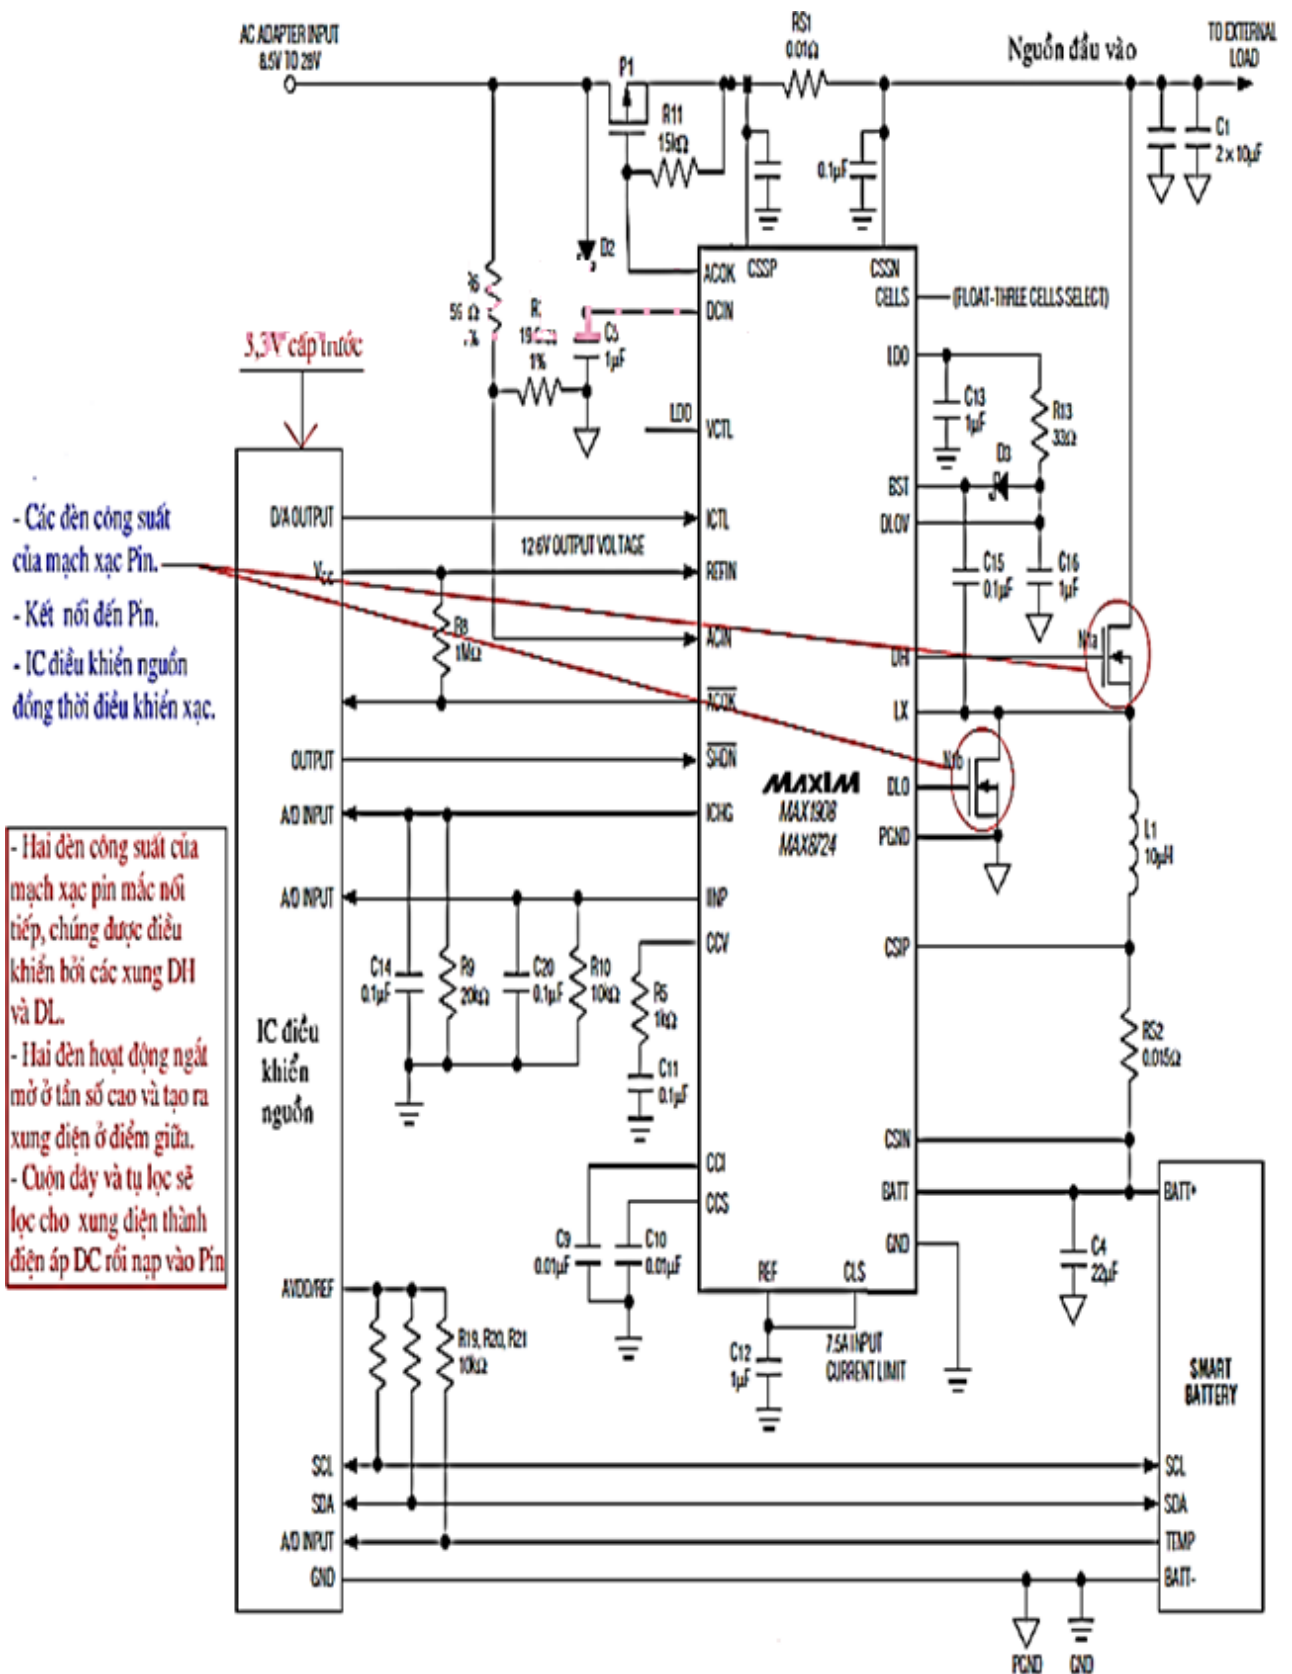 AC ADAPTER INPUT
8.5V TO 28V
RS1
0.01Ω
Nguồn đầu vào
TO EXTERNAL
LOAD
P1
R11
15kΩ
0.1µF
C1
2 × 10µF
D2
ACOK
CSSP
CSSN
CELLS
(FLOAT-THREE CELLS SELECT)
DCIN
C5
1µF
1%
LDO
C13
1µF
R13
33Ω
3,3V cấp trước
LDO
VCTL
D3
BST
DLOV
D/A OUTPUT
ICTL
12.6V OUTPUT VOLTAGE
C15
0.1µF
C16
1µF
VCC
REFIN
- Các đèn công suất
của mạch xạc Pin.
- Kết nối đến Pin.
- IC điều khiển nguồn
đồng thời điều khiển xạc.
R8
1MΩ
ACIN
N1a
DHI
ACOK
LX
OUTPUT
SHDN
N1b
MAXIM
MAX1908
MAX8724
DLO
A/D INPUT
ICHG
PGND
L1
10µH
- Hai đèn công suất của
mạch xạc pin mắc nối
tiếp, chúng được điều
khiển bởi các xung DH
và DL.
- Hai đèn hoạt động ngắt
mở ở tần số cao và tạo ra
xung điện ở điểm giữa.
- Cuộn dây và tụ lọc sẽ
lọc cho xung điện thành
điện áp DC rồi nạp vào Pin
A/D INPUT
IINP
CCV
CSIP
C14
0.1µF
R9
20kΩ
C20
0.1µF
R10
10kΩ
R5
1kΩ
C11
0.1µF
RS2
0.015Ω
IC điều
khiển
nguồn
CSIN
CCI
CCS
BATT
BATT+
C9
0.01µF
C10
0.01µF
GND
C4
22µF
REF
CLS
AVDD/REF
R19, R20, R21
10kΩ
C12
1µF
7.5A INPUT
CURRENT LIMIT
SMART
BATTERY
SCL
SCL
SDA
SDA
A/D INPUT
TEMP
GND
BATT-
PGND
GND